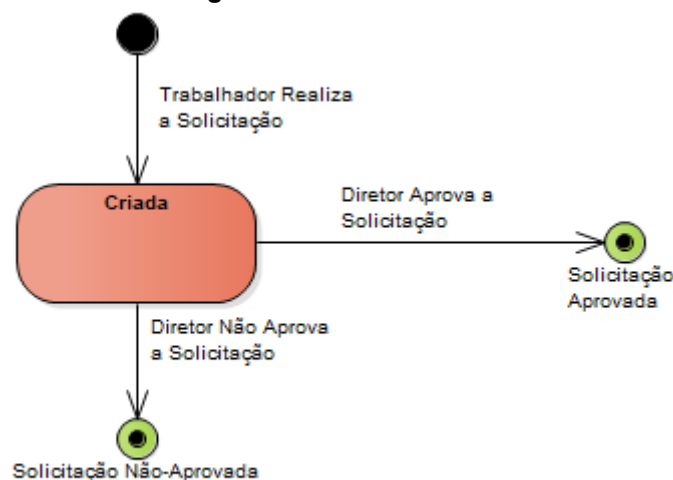 Trabalhador Realiza
a Solicitação
Criada
Diretor Aprova a
Solicitação
Solicitação
Aprovada
Diretor Não Aprova
a Solicitação
Solicitação Não-Aprovada